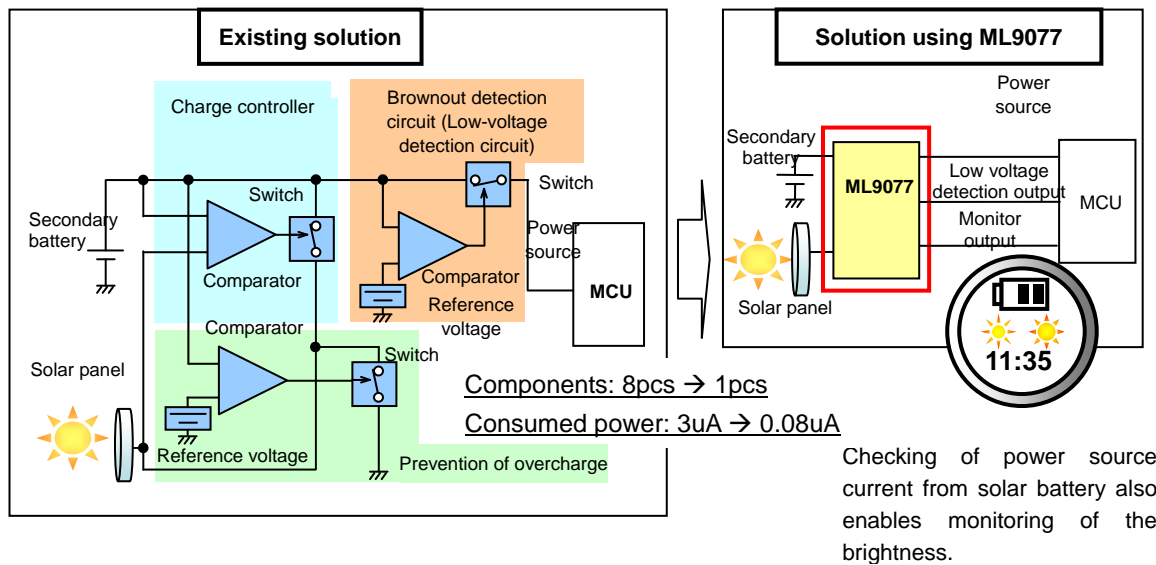 Existing solution
Charge controller
Brownout detection
circuit (Low-voltage
detection circuit)
Switch
Switch
Secondary
battery
Comparator
Power
source
Comparator
Reference
voltage
MCU
Comparator
Switch
Solar panel
Reference voltage
Prevention of overcharge
Components: 8pcs → 1pcs
Consumed power: 3uA → 0.08uA
Solution using ML9077
Power
source
Secondary
battery
ML9077
Low voltage
detection output
Monitor
output
MCU
Solar panel
11:35
Checking of power source
current from solar battery also
enables monitoring of the
brightness.